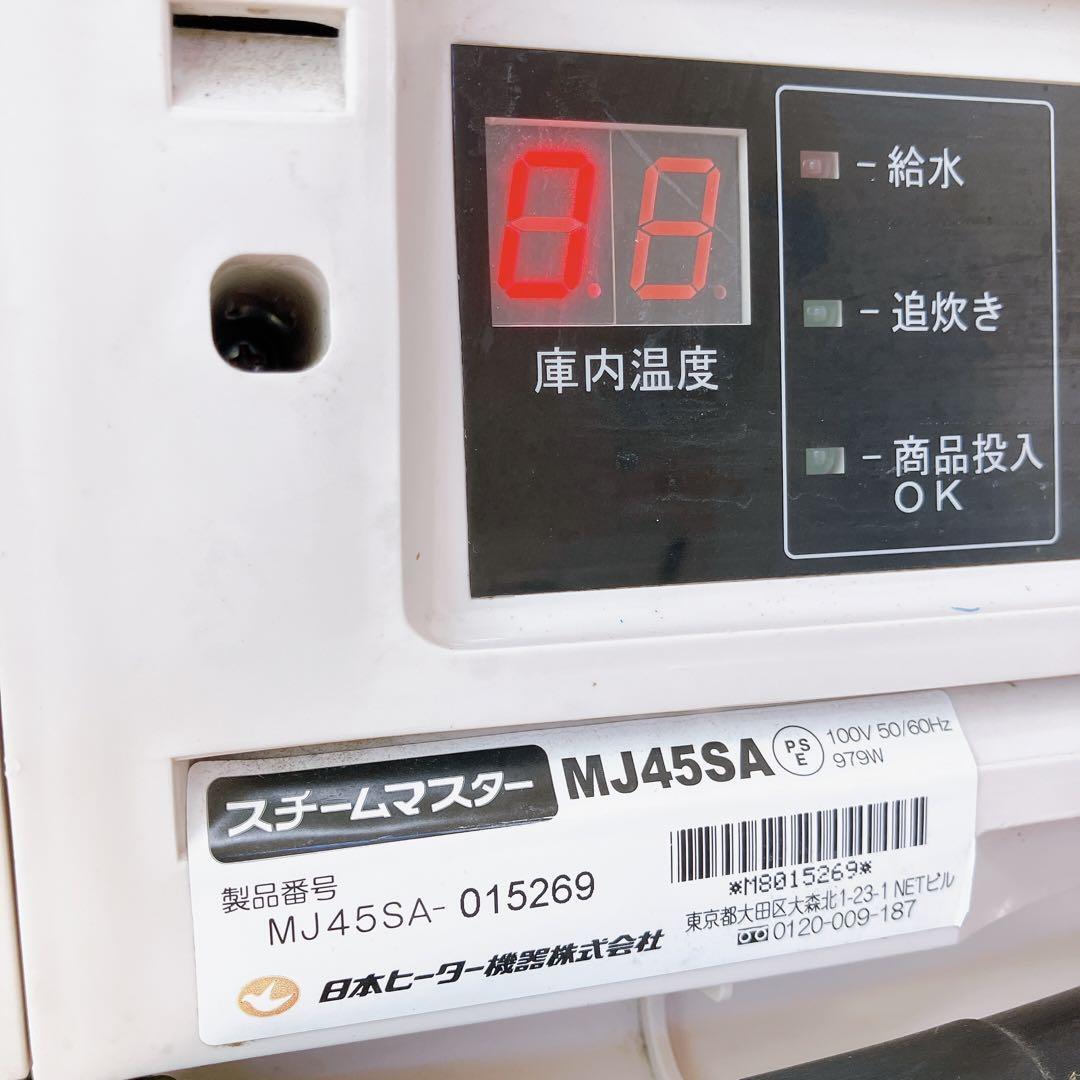 給水
追炊き
庫内温度
商品投入
OK
スチームマスター MJ45SA PSE 100V 50/60Hz
979W
製品番号
MJ45SA-015269
*M8015269*
東京都大田区大森北1-23-1 NETビル
0120-009-187
日本ヒーター機器株式会社